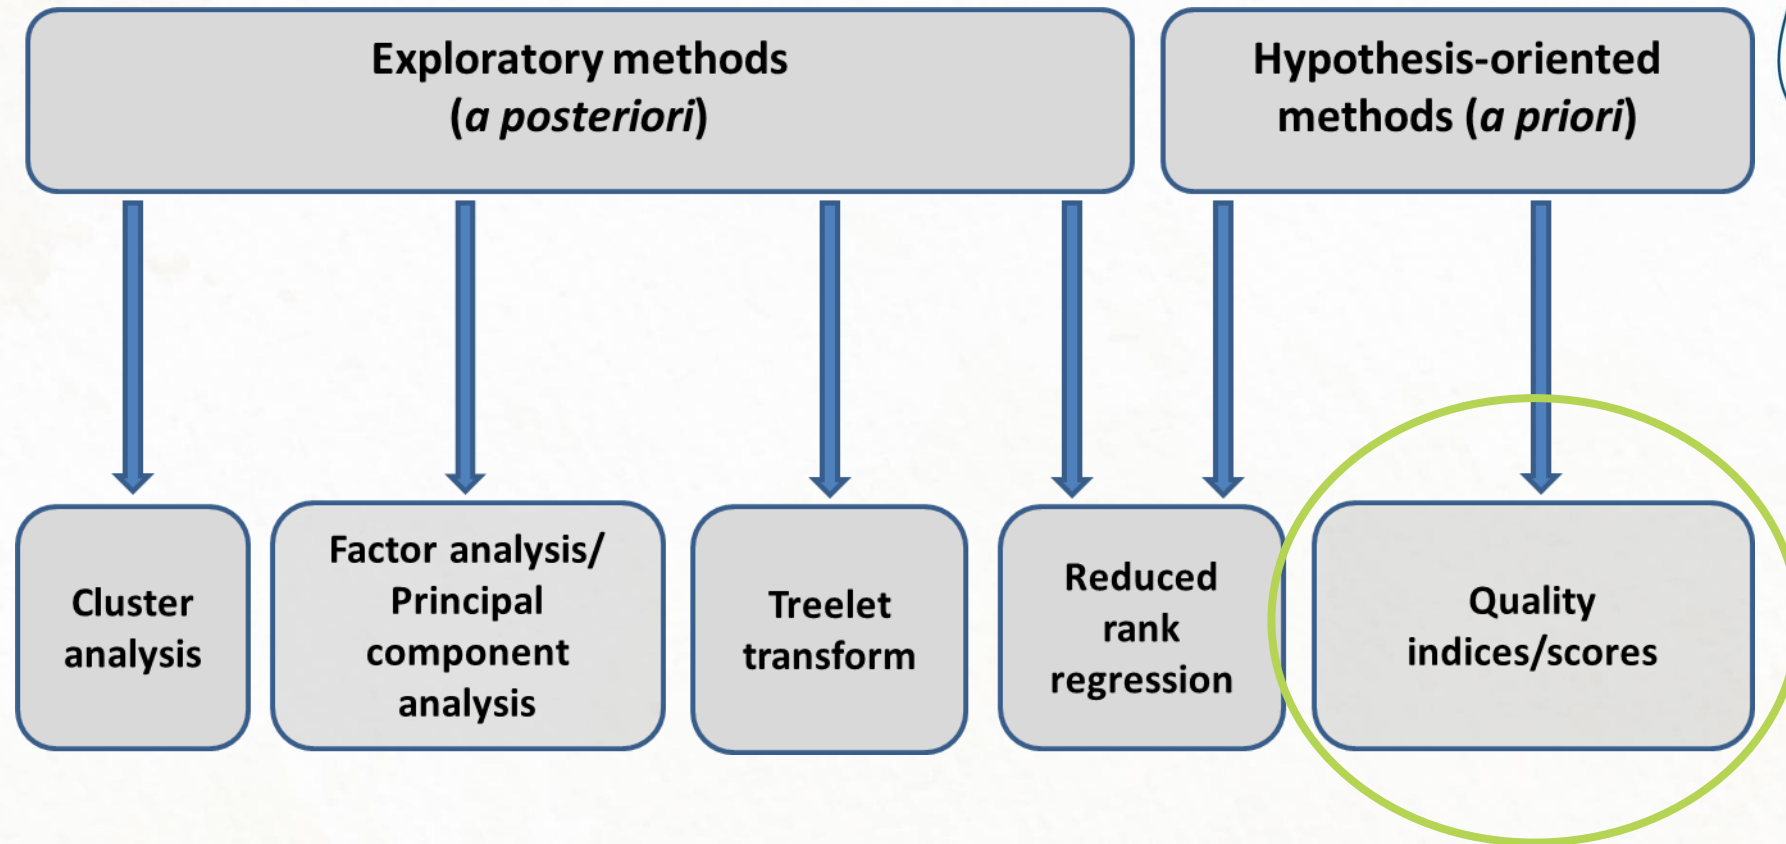 Exploratory methods
(a posteriori)
Hypothesis-oriented
methods (a priori)
Cluster
analysis
Factor analysis/
Principal
component
analysis
Treelet
transform
Reduced
rank
regression
Quality
indices/scores